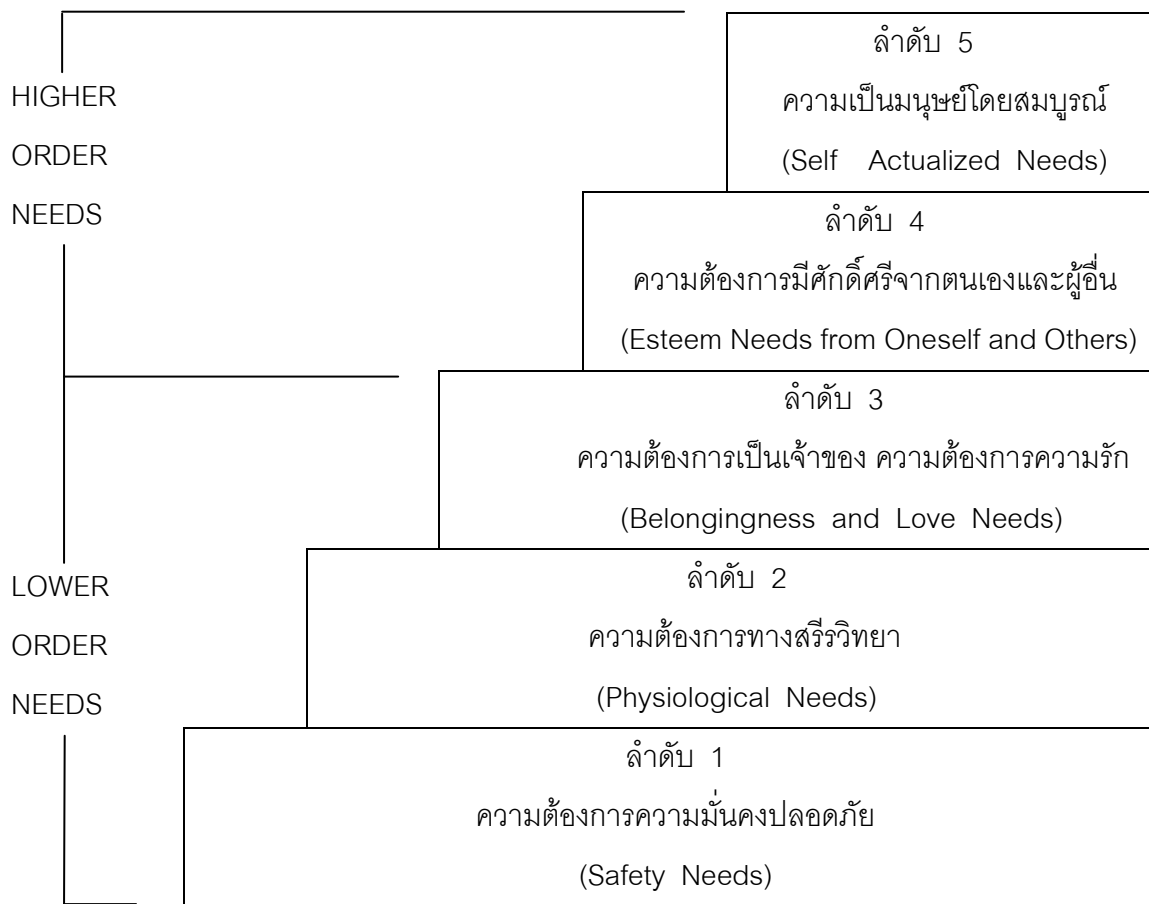 ลำดับ 5
ความเป็นมนุษย์โดยสมบูรณ์
(Self Actualized Needs)
HIGHER
ORDER
NEEDS
ลำดับ 4
ความต้องการมีศักดิ์ศรีจากตนเองและผู้อื่น
(Esteem Needs from Oneself and Others)
ลำดับ 3
ความต้องการเป็นเจ้าของ ความต้องการความรัก
(Belongingness and Love Needs)
LOWER
ORDER
NEEDS
ลำดับ 2
ความต้องการทางสรีรวิทยา
(Physiological Needs)
ลำดับ 1
ความต้องการความมั่นคงปลอดภัย
(Safety Needs)